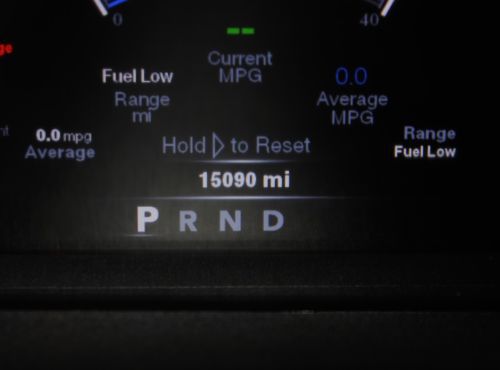 0 40
--
Current
MPG
Fuel Low
Range
mi
0.0
Average
MPG
0.0 mpg
Average
Hold ▷ to Reset
Range
Fuel Low
15090 mi
P R N D